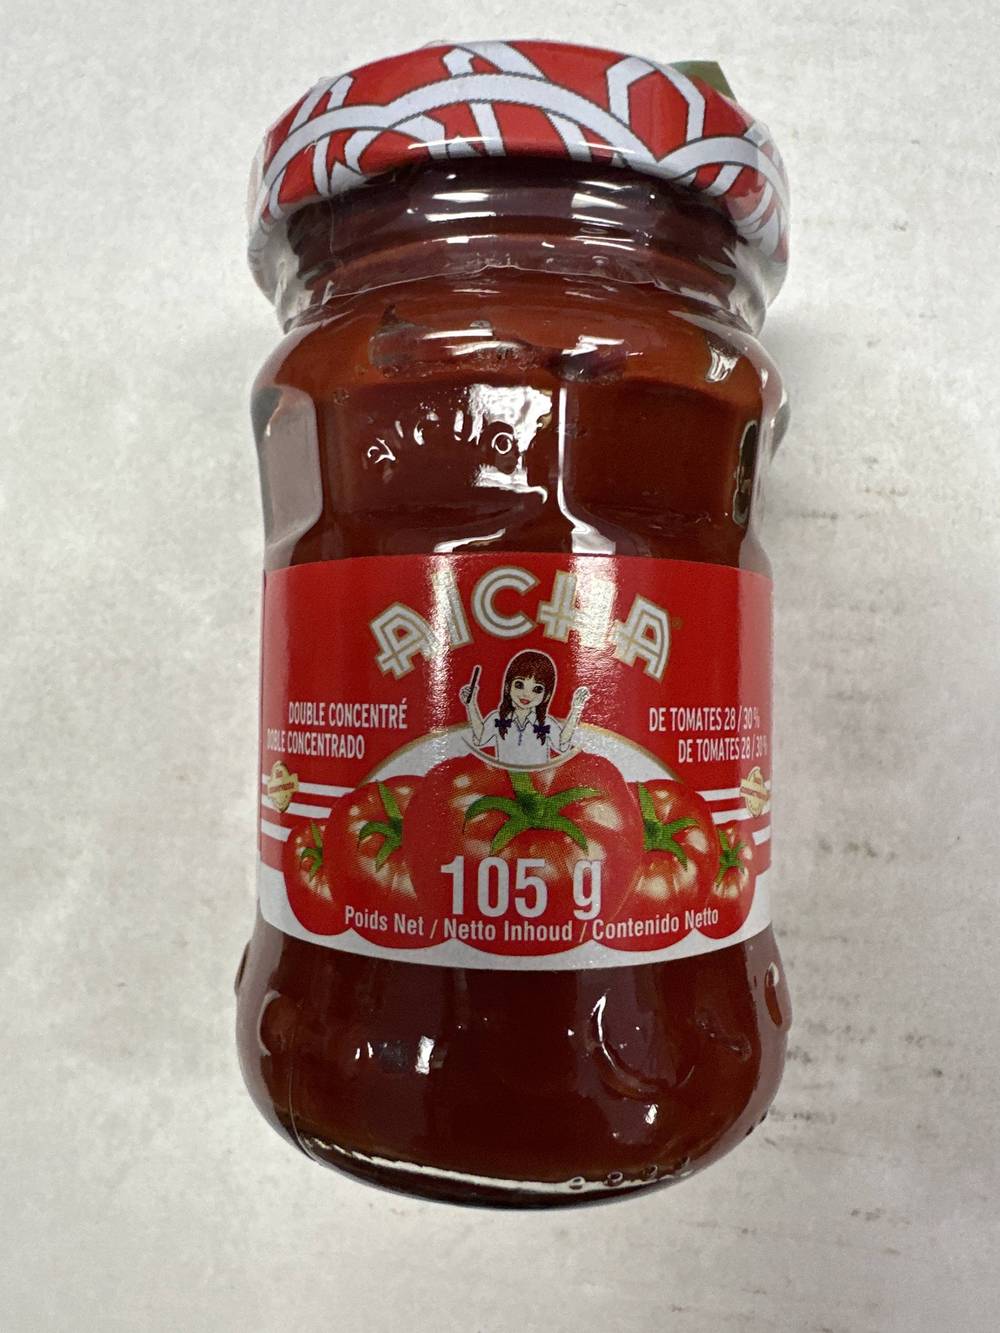 AICHA
DOUBLE CONCENTRÉ DE TOMATES 28/30%
DOBLE CONCENTRADO DE TOMATES 28/30%
105 g
Poids Net / Netto Inhoud / Contenido Netto